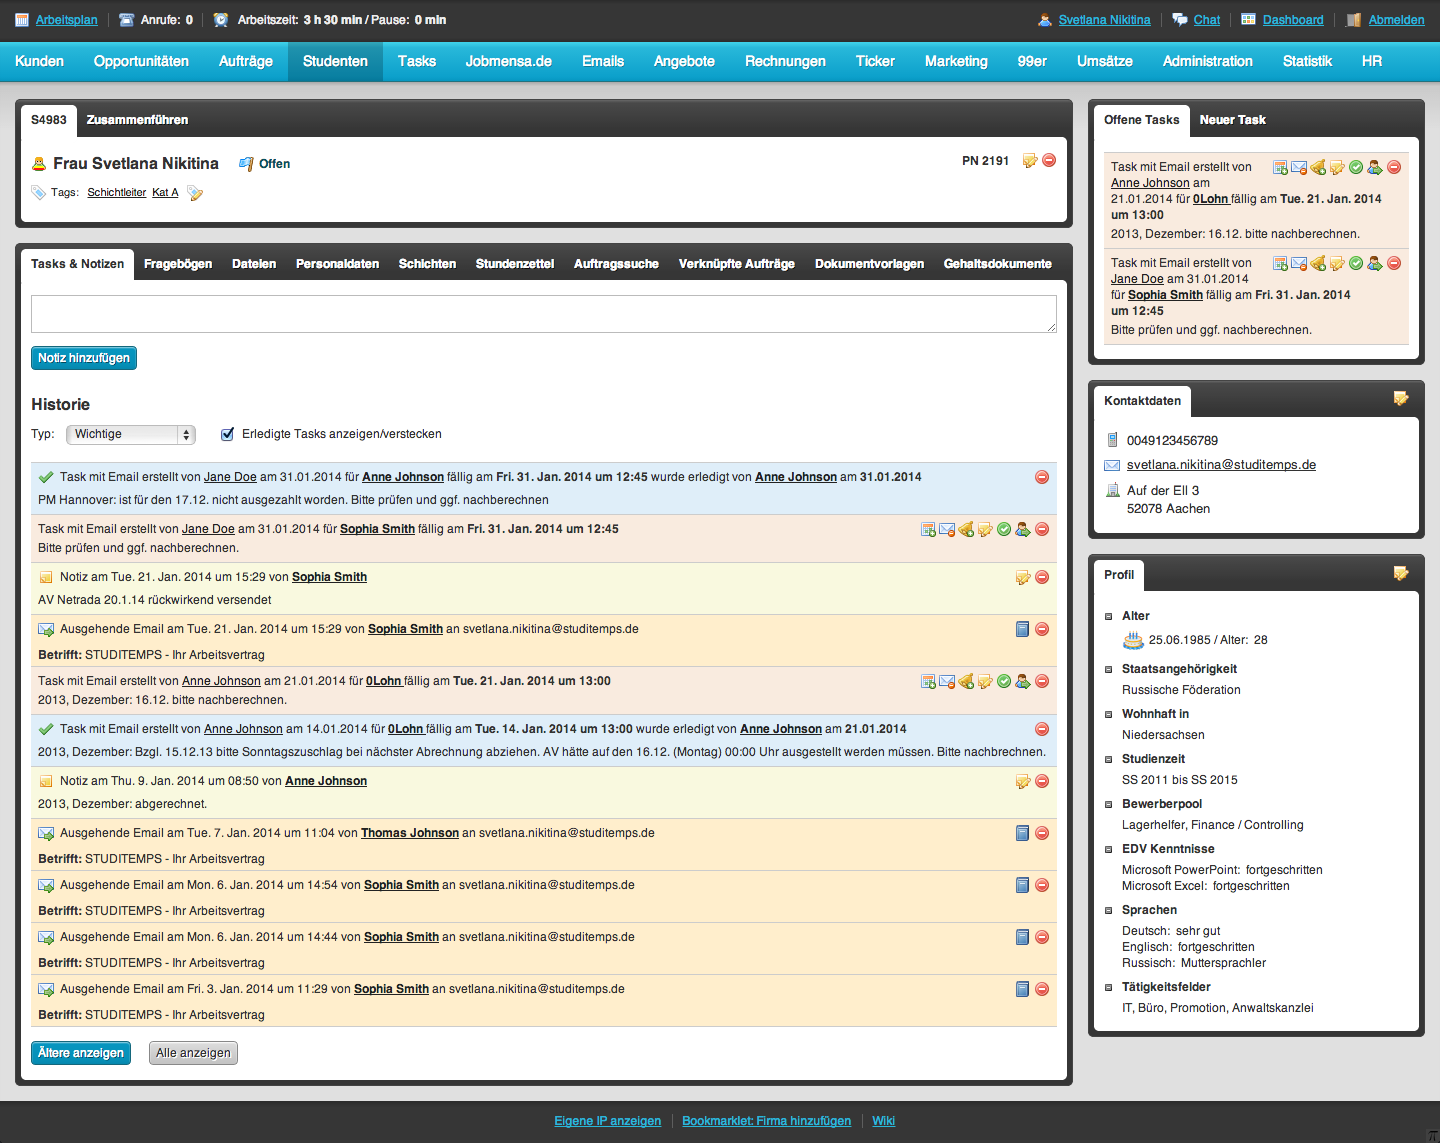 Arbeitsplan
Anrufe: 0
Arbeitszeit: 3 h 30 min / Pause: 0 min
Svetlana Nikitina
Chat
Dashboard
Abmelden
Kunden Opportunitäten Aufträge Studenten Tasks Jobmensa.de Emails Angebote Rechnungen Ticker Marketing 99er Umsätze Administration Statistik HR
S4983 Zusammenführen
Frau Svetlana Nikitina Offen PN 2191
Tags: Schichtleiter Kat A
Tasks & Notizen Fragebögen Dateien Personaldaten Schichten Stundenzettel Auftragssuche Verknüpfte Aufträge Dokumentvorlagen Gehaltsdokumente
Notiz hinzufügen
Historie
Typ: Wichtige Erledigte Tasks anzeigen/verstecken
Task mit Email erstellt von Jane Doe am 31.01.2014 für Anne Johnson fällig am Fri. 31. Jan. 2014 um 12:45 wurde erledigt von Anne Johnson am 31.01.2014
PM Hannover: ist für den 17.12. nicht ausgezahlt worden. Bitte prüfen und ggf. nachberechnen
Task mit Email erstellt von Jane Doe am 31.01.2014 für Sophia Smith fällig am Fri. 31. Jan. 2014 um 12:45
Bitte prüfen und ggf. nachberechnen.
Notiz am Tue. 21. Jan. 2014 um 15:29 von Sophia Smith
AV Netrada 20.1.14 rückwirkend versendet
Ausgehende Email am Tue. 21. Jan. 2014 um 15:29 von Sophia Smith an svetlana.nikitina@studitemps.de
Betrifft: STUDITEMPS - Ihr Arbeitsvertrag
Task mit Email erstellt von Anne Johnson am 21.01.2014 für 0Lohn fällig am Tue. 21. Jan. 2014 um 13:00
2013, Dezember: 16.12. bitte nachberechnen.
Task mit Email erstellt von Anne Johnson am 14.01.2014 für 0Lohn fällig am Tue. 14. Jan. 2014 um 13:00 wurde erledigt von Anne Johnson am 21.01.2014
2013, Dezember: Bzgl. 15.12.13 bitte Sonntagszuschlag bei nächster Abrechnung abziehen. AV hätte auf den 16.12. (Montag) 00:00 Uhr ausgestellt werden müssen. Bitte nachbrechnen.
Notiz am Thu. 9. Jan. 2014 um 08:50 von Anne Johnson
2013, Dezember: abgerechnet.
Ausgehende Email am Tue. 7. Jan. 2014 um 11:04 von Thomas Johnson an svetlana.nikitina@studitemps.de
Betrifft: STUDITEMPS - Ihr Arbeitsvertrag
Ausgehende Email am Mon. 6. Jan. 2014 um 14:54 von Sophia Smith an svetlana.nikitina@studitemps.de
Betrifft: STUDITEMPS - Ihr Arbeitsvertrag
Ausgehende Email am Mon. 6. Jan. 2014 um 14:44 von Sophia Smith an svetlana.nikitina@studitemps.de
Betrifft: STUDITEMPS - Ihr Arbeitsvertrag
Ausgehende Email am Fri. 3. Jan. 2014 um 11:29 von Sophia Smith an svetlana.nikitina@studitemps.de
Betrifft: STUDITEMPS - Ihr Arbeitsvertrag
Ältere anzeigen Alle anzeigen
Offene Tasks Neuer Task
Task mit Email erstellt von
Anne Johnson am
21.01.2014 für 0Lohn fällig am Tue. 21. Jan. 2014
um 13:00
2013, Dezember: 16.12. bitte nachberechnen.
Task mit Email erstellt von
Jane Doe am 31.01.2014
für Sophia Smith fällig am Fri. 31. Jan. 2014
um 12:45
Bitte prüfen und ggf. nachberechnen.
Kontaktdaten
0049123456789
svetlana.nikitina@studitemps.de
Auf der Ell 3
52078 Aachen
Profil
Alter
25.06.1985 / Alter: 28
Staatsangehörigkeit
Russische Föderation
Wohnhaft in
Niedersachsen
Studienzeit
SS 2011 bis SS 2015
Bewerberpool
Lagerhelfer, Finance / Controlling
EDV Kenntnisse
Microsoft PowerPoint: fortgeschritten
Microsoft Excel: fortgeschritten
Sprachen
Deutsch: sehr gut
Englisch: fortgeschritten
Russisch: Muttersprachler
Tätigkeitsfelder
IT, Büro, Promotion, Anwaltskanzlei
Eigene IP anzeigen
Bookmarklet: Firma hinzufügen
Wiki
π